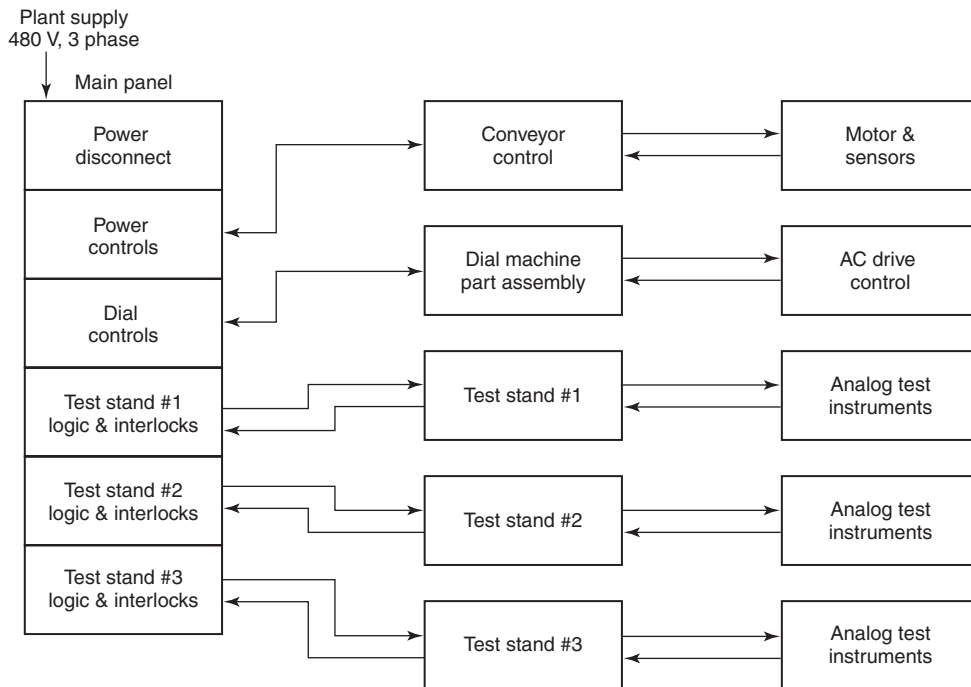 Plant supply
480 V, 3 phase
Main panel
Power
disconnect
Power
controls
Dial
controls
Test stand #1
logic & interlocks
Test stand #2
logic & interlocks
Test stand #3
logic & interlocks
Conveyor
control
Motor &
sensors
Dial machine
part assembly
AC drive
control
Test stand #1
Analog test
instruments
Test stand #2
Analog test
instruments
Test stand #3
Analog test
instruments